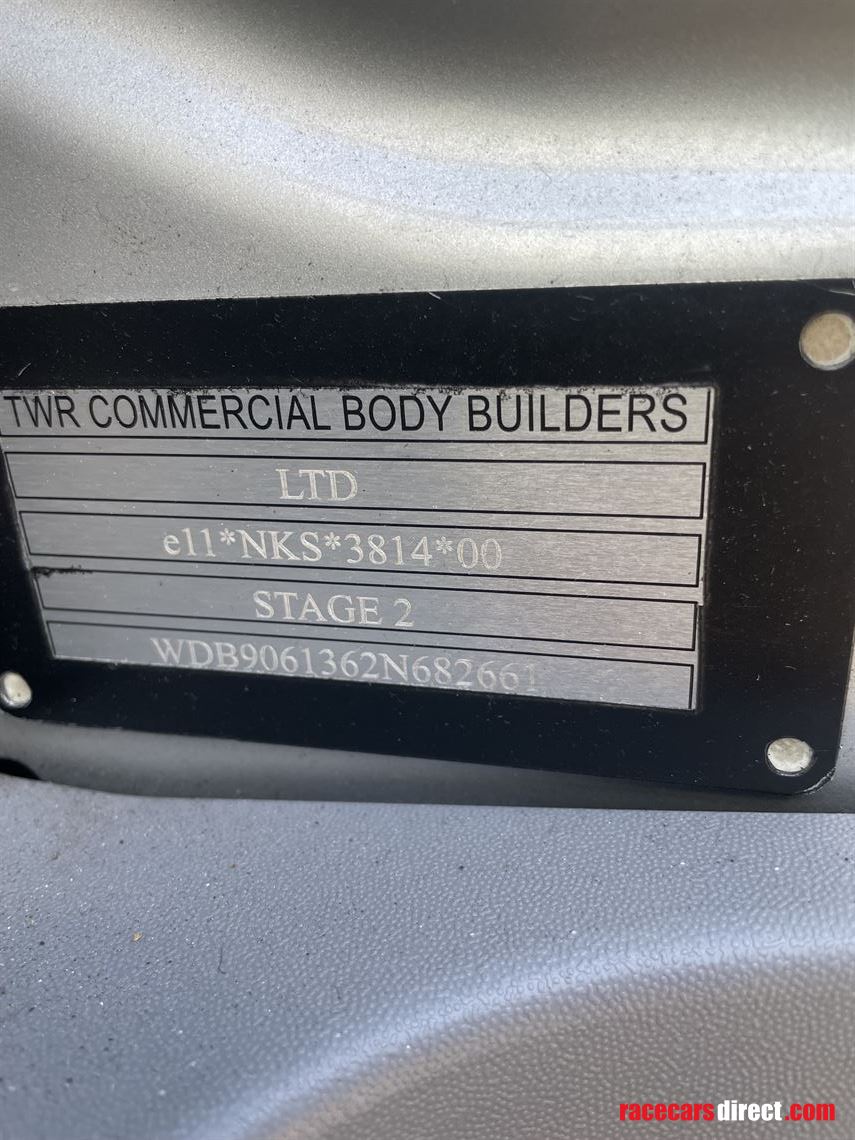 TWR COMMERCIAL BODY BUILDERS
LTD
e11*NKS*3814*00
STAGE 2
WDB9061362N682661
racecarsdirect.com